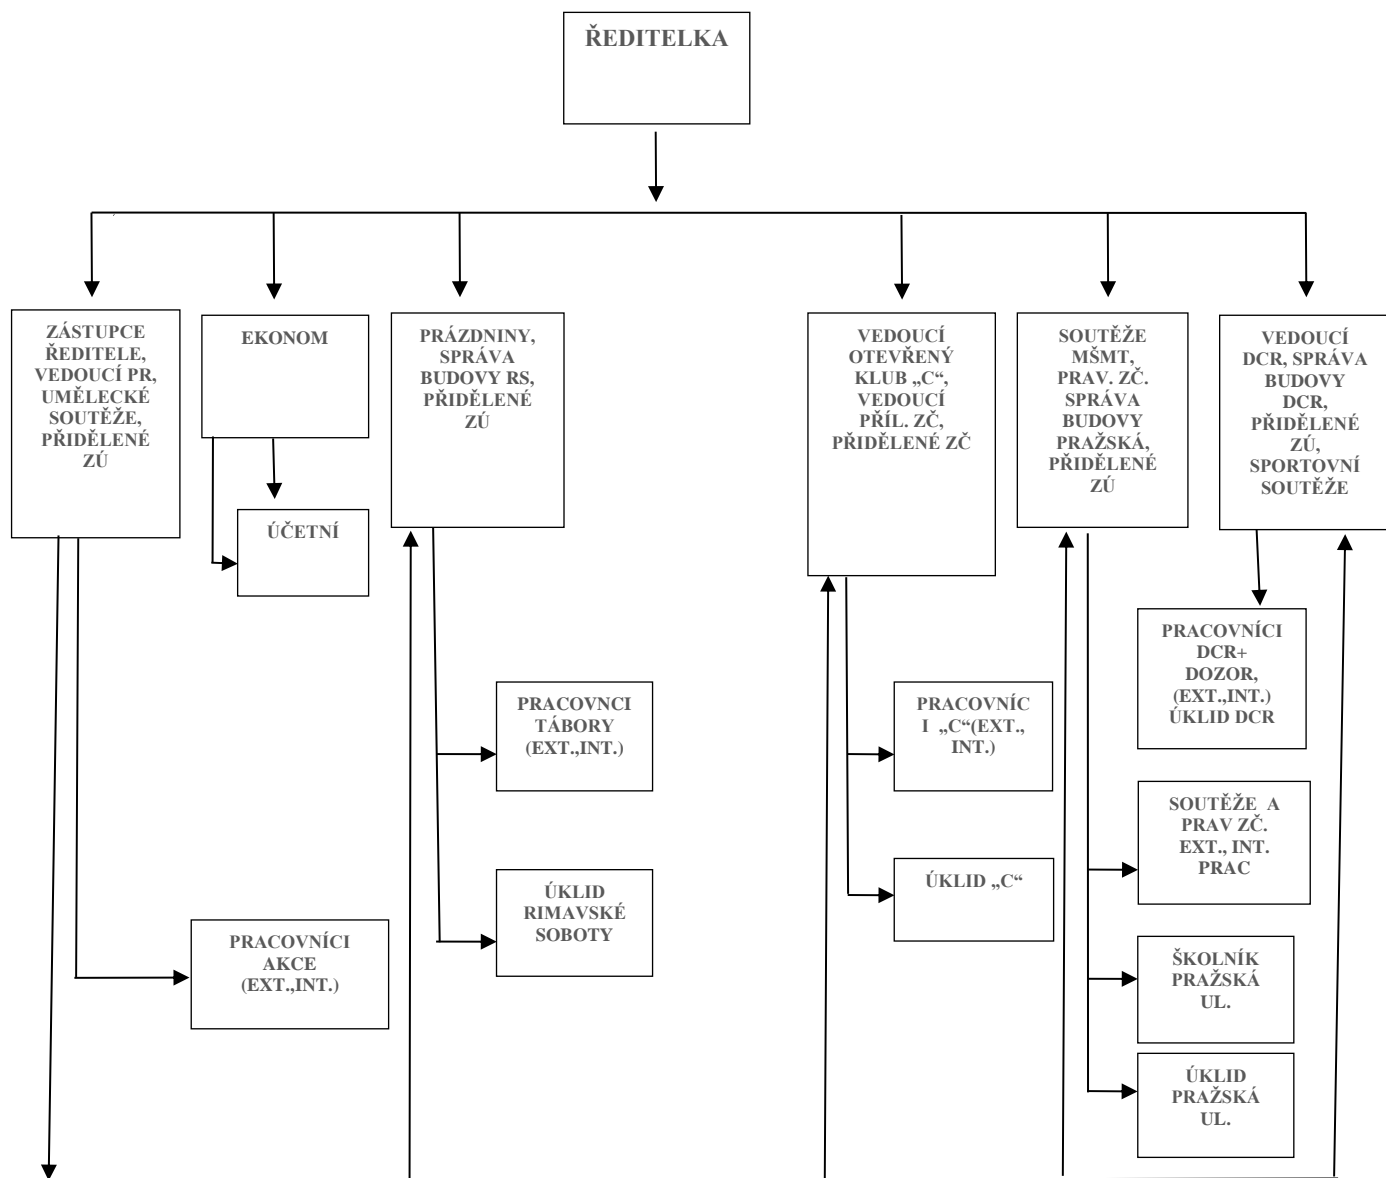 ŘEDITELKA
ZÁSTUPCE
ŘEDITELE,
VEDOUCÍ PR,
UMĚLECKÉ
SOUTĚŽE,
PŘIDĚLENÉ
ZÚ
EKONOM
PRÁZDNINY,
SPRÁVA
BUDOVY RS,
PŘIDĚLENÉ
ZÚ
VEDOUCÍ
OTEVŘENÝ
KLUB „C“,
VEDOUCÍ
PŘÍL. ZČ,
PŘIDĚLENÉ ZČ
SOUTĚŽE
MŠMT,
PRAV. ZČ.
SPRÁVA
BUDOVY
PRAŽSKÁ,
PŘIDĚLENÉ
ZÚ
VEDOUCÍ
DCR, SPRÁVA
BUDOVY
DCR,
PŘIDĚLENÉ
ZÚ,
SPORTOVNÍ
SOUTĚŽE
ÚČETNÍ
PRACOVNÍCI
DCR+
DOZOR,
(EXT.,INT.)
ÚKLID DCR
PRACOVNCI
TÁBORY
(EXT.,INT.)
PRACOVNÍC
I „C“(EXT.,
INT.)
SOUTĚŽE A
PRAV ZČ.
EXT., INT.
PRAC
ÚKLID
RIMAVSKÉ
SOBOTY
ÚKLID „C“
PRACOVNÍCI
AKCE
(EXT.,INT.)
ŠKOLNÍK
PRAŽSKÁ
UL.
ÚKLID
PRAŽSKÁ
UL.